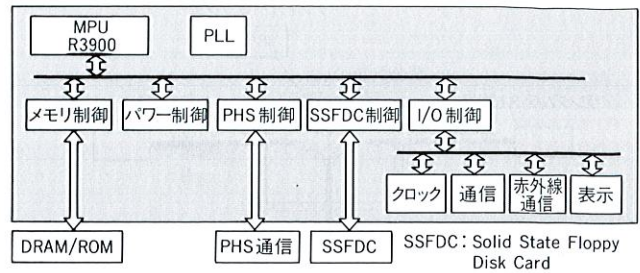 MPU
R3900
PLL
メモリ制御
パワー制御
PHS制御
SSFDC制御
I/O制御
クロック
通信
赤外線
通信
表示
DRAM/ROM
PHS通信
SSFDC
SSFDC：Solid State Floppy
Disk Card